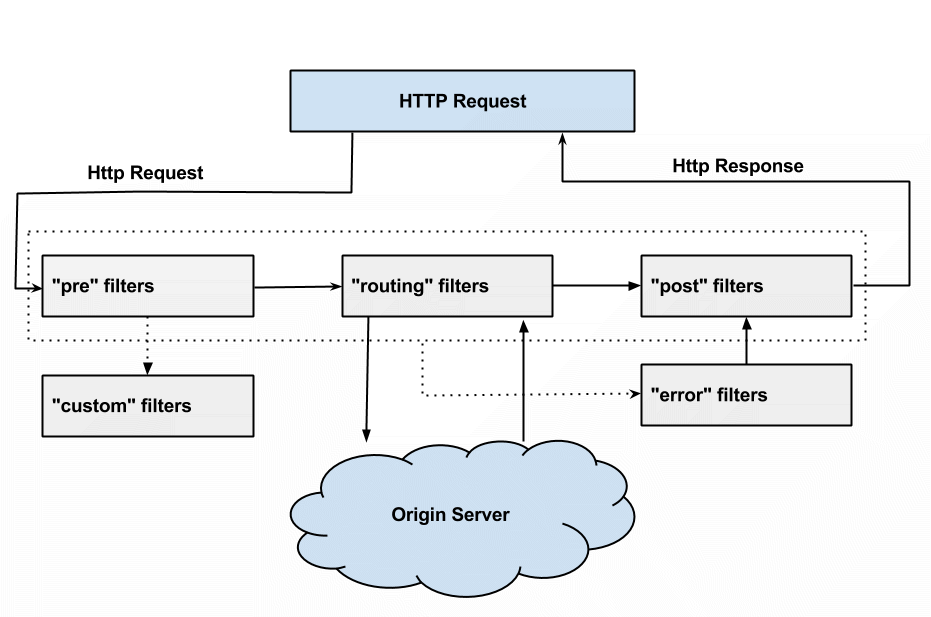 HTTP Request
Http Request
Http Response
"pre" filters
"routing" filters
"post" filters
"custom" filters
"error" filters
Origin Server